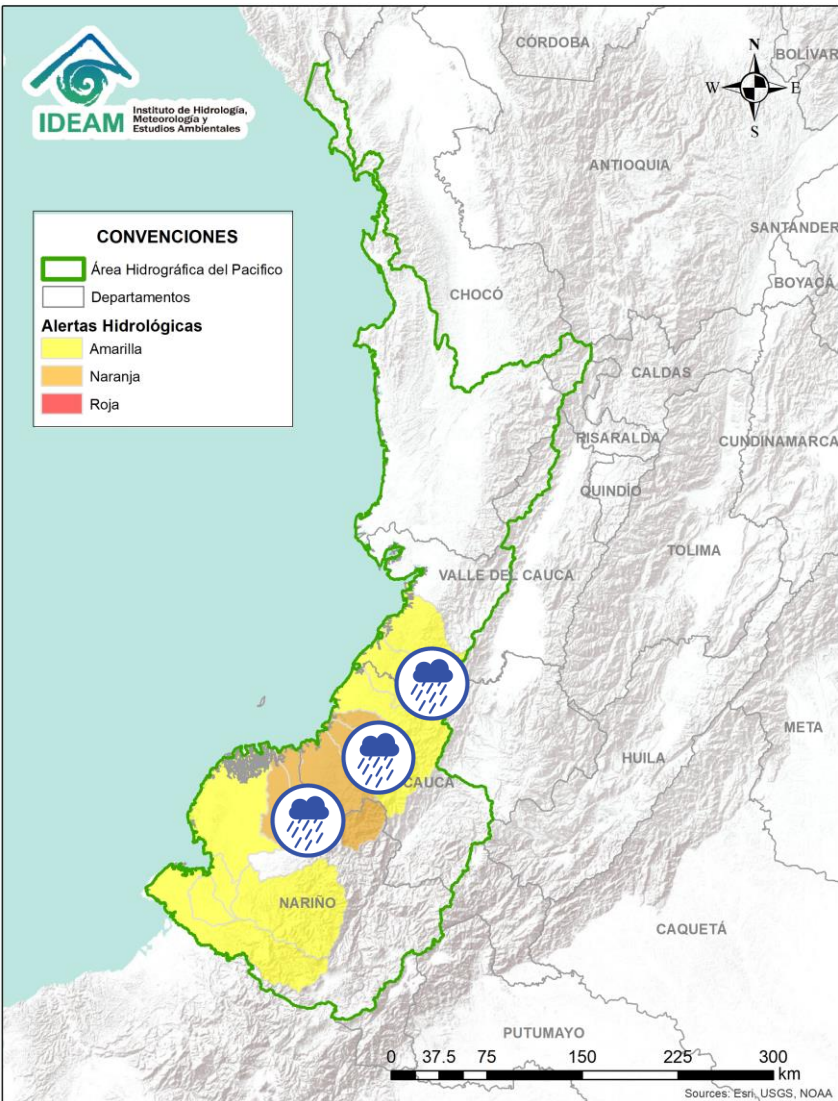 IDEAM
Instituto de Hidrología,
Meteorología y
Estudios Ambientales
CÓRDOBA
BOLÍVAR
N
W
E
S
ANTIOQUIA
SANTANDER
BOYACÁ
CONVENCIONES
Área Hidrográfica del Pacifico
Departamentos
Alertas Hidrológicas
Amarilla
Naranja
Roja
CHOCÓ
CALDAS
RISARALDA
CUNDINAMARCA
QUINDÍO
TOLIMA
VALLE DEL CAUCA
META
HUILA
CAUCA
NARIÑO
CAQUETÁ
PUTUMAYO
0 37.5 75 150 225 300
km
Sources: Esri, USGS, NOAA